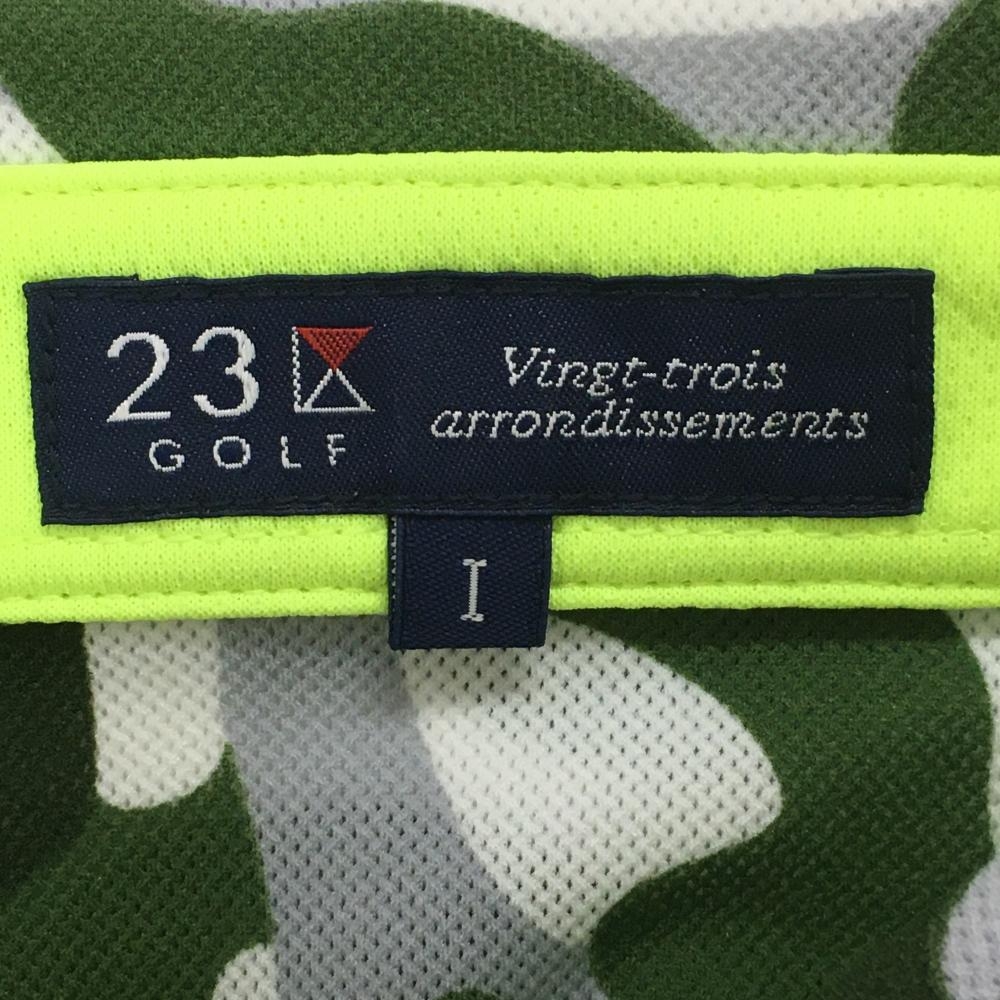 23
GOLF
Vingt-trois
arrondissements
I